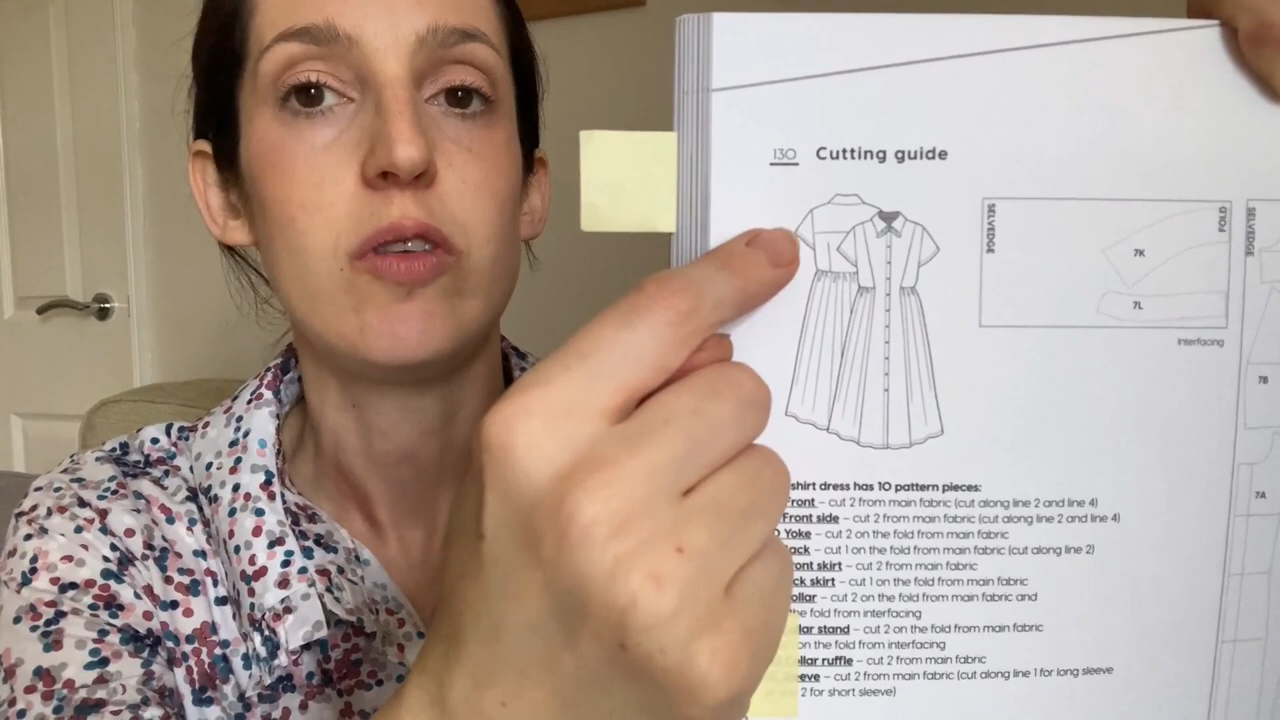 130 Cutting guide
SELVEDGE
FOLD
7K
7L
Interfacing
SELVEDGE
7B
7A
shirt dress has 10 pattern pieces:
Front – cut 2 from main fabric (cut along line 2 and line 4)
Front side – cut 2 from main fabric (cut along line 2 and line 4)
Yoke – cut 2 on the fold from main fabric
ack – cut 1 on the fold from main fabric (cut along line 2)
ront skirt – cut 2 from main fabric
ck skirt – cut 1 on the fold from main fabric
ollar – cut 2 on the fold from main fabric and
the fold from interfacing
lar stand – cut 2 on the fold from main fabric
on the fold from interfacing
Collar ruffle – cut 2 from main fabric
eeve – cut 2 from main fabric (cut along line 1 for long sleeve
2 for short sleeve)